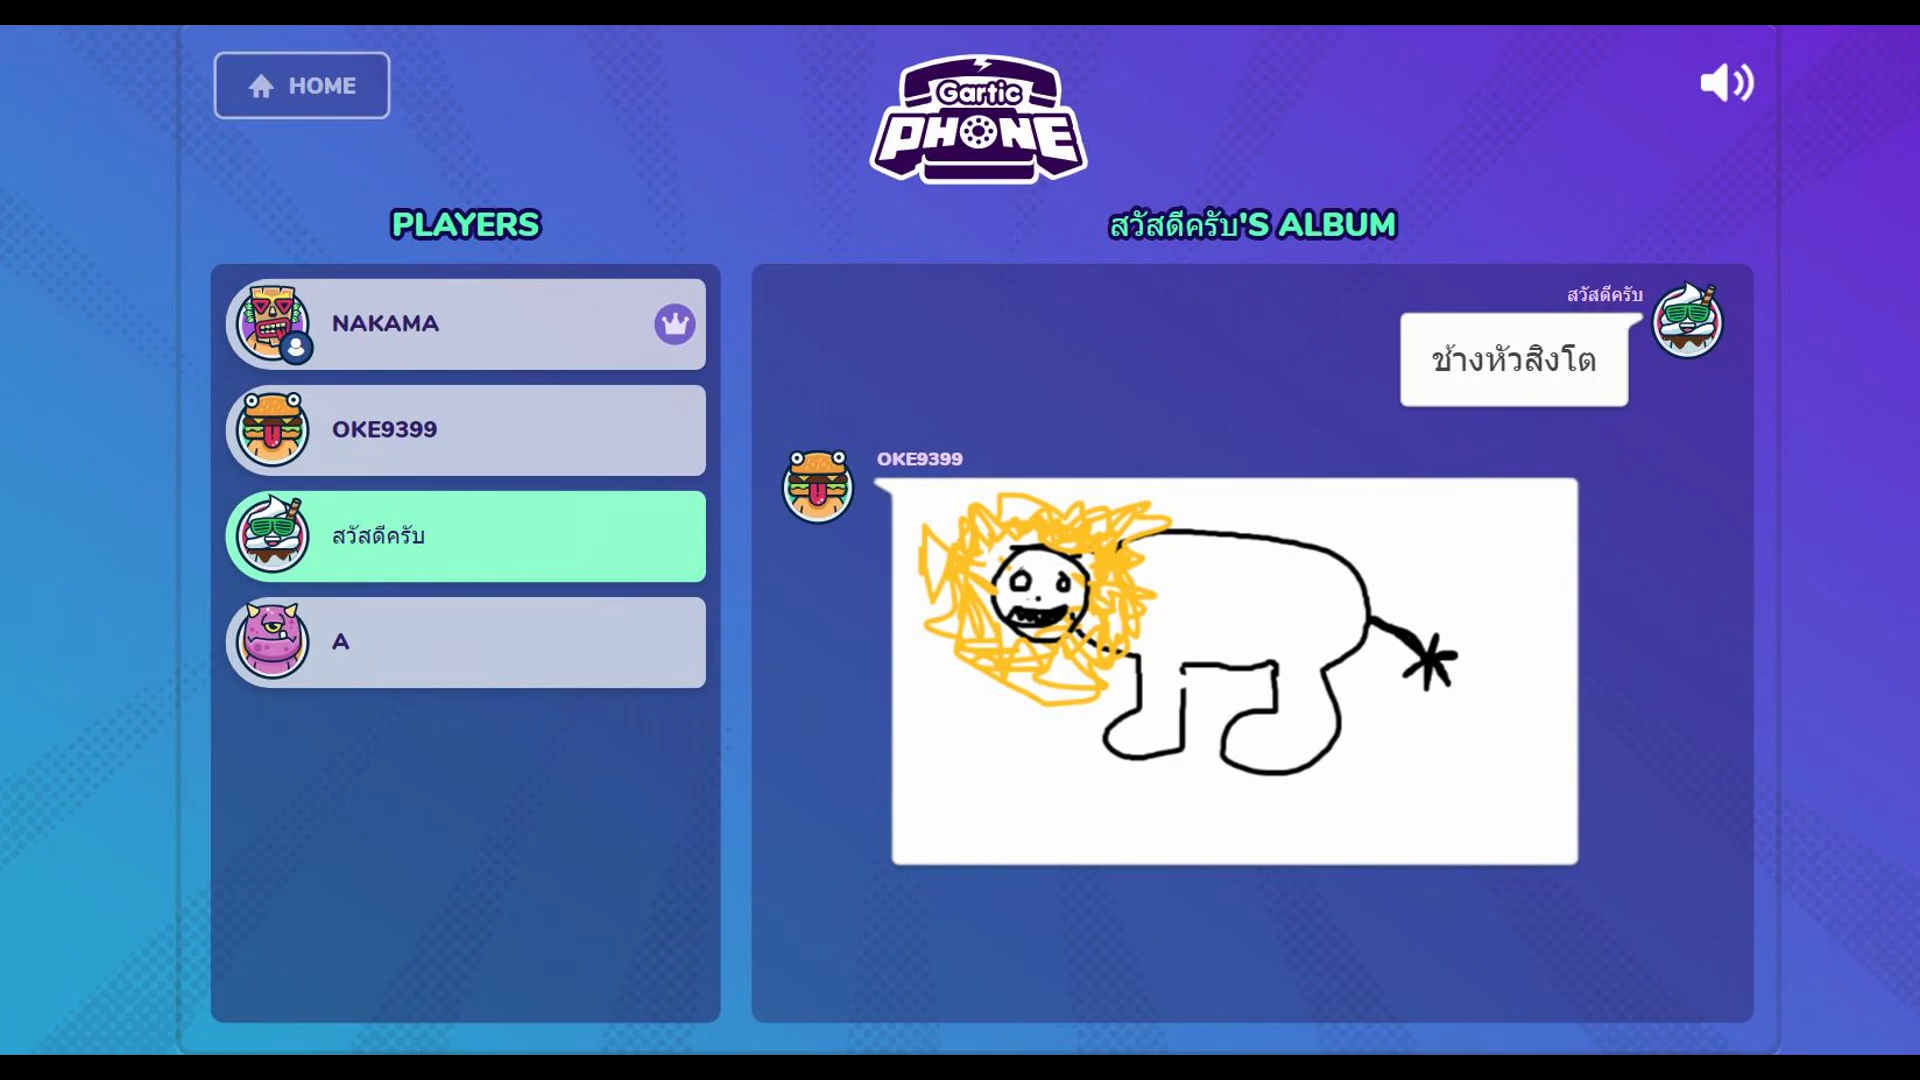 HOME
Gartic
PHONE
PLAYERS
สวัสดีครับ'S ALBUM
NAKAMA
OKE9399
สวัสดีครับ
A
สวัสดีครับ
ช้างหัวสิงโต
OKE9399